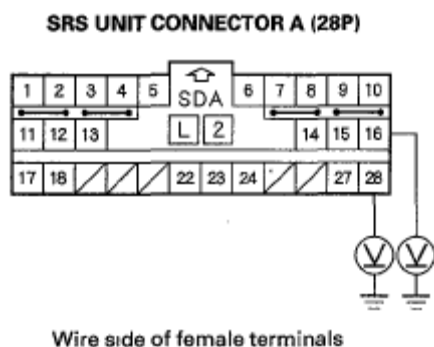 SRS UNIT CONNECTOR A (28P)
1 2 3 4 5 6 7 8 9 10
SDA
L 2
11 12 13 14 15 16
17 18 22 23 24 27 28
V V
Wire side of female terminals